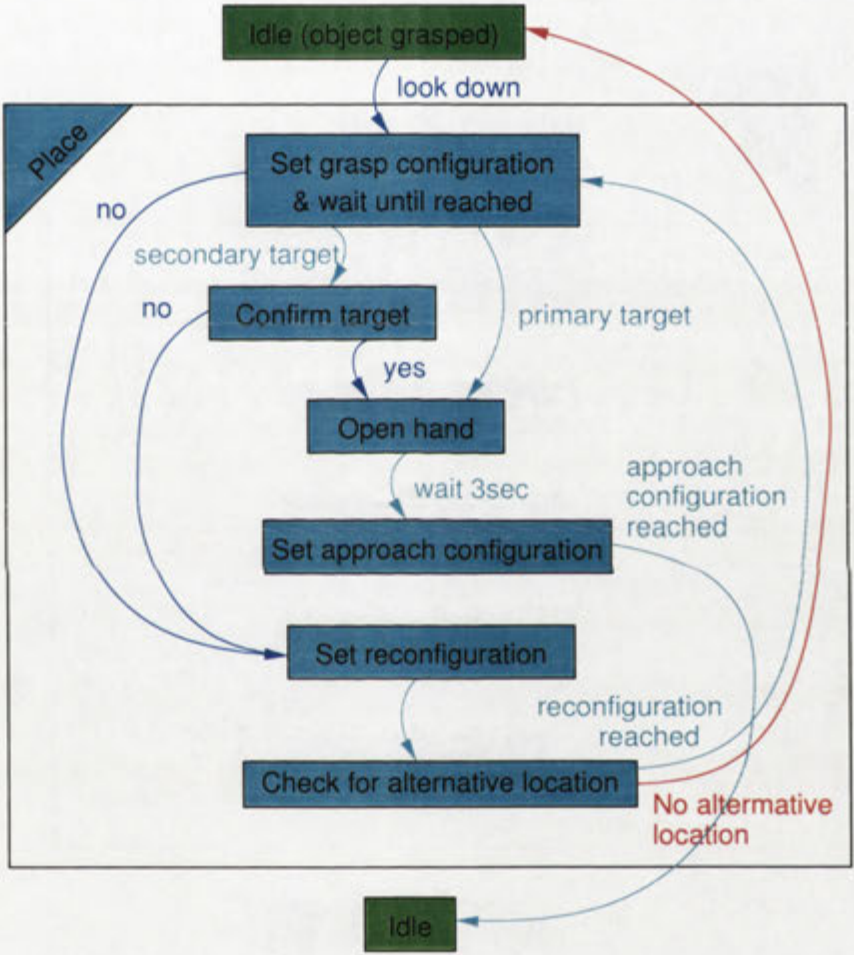 Idle (object grasped)
look down
Place
Set grasp configuration
& wait until reached
no
secondary target
no
Confirm target
primary target
yes
Open hand
wait 3sec
approach
configuration
reached
Set approach configuration
Set reconfiguration
reconfiguration
reached
Check for alternative location
No altermative
location
Idle